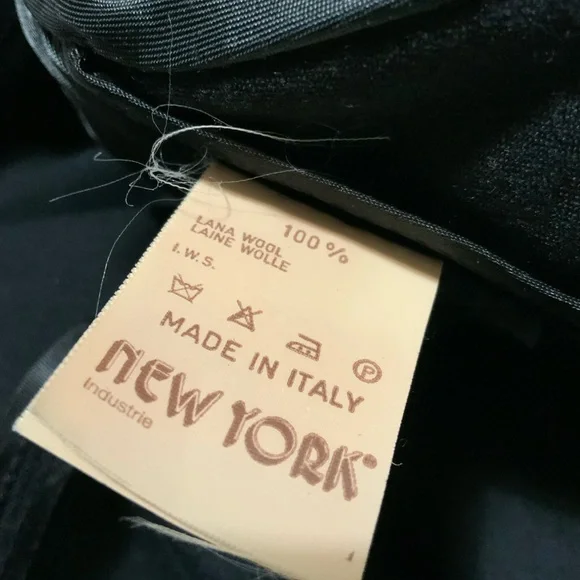 LANA WOOL 100%
LAINE WOLLE
I.W.S.
P
MADE IN ITALY
NEW YORK
Industrie